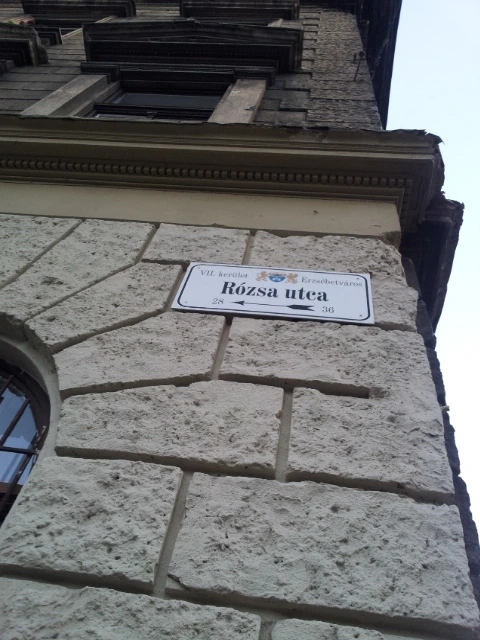 VII. kerület Erzsébetváros
Rózsa utca
28 36